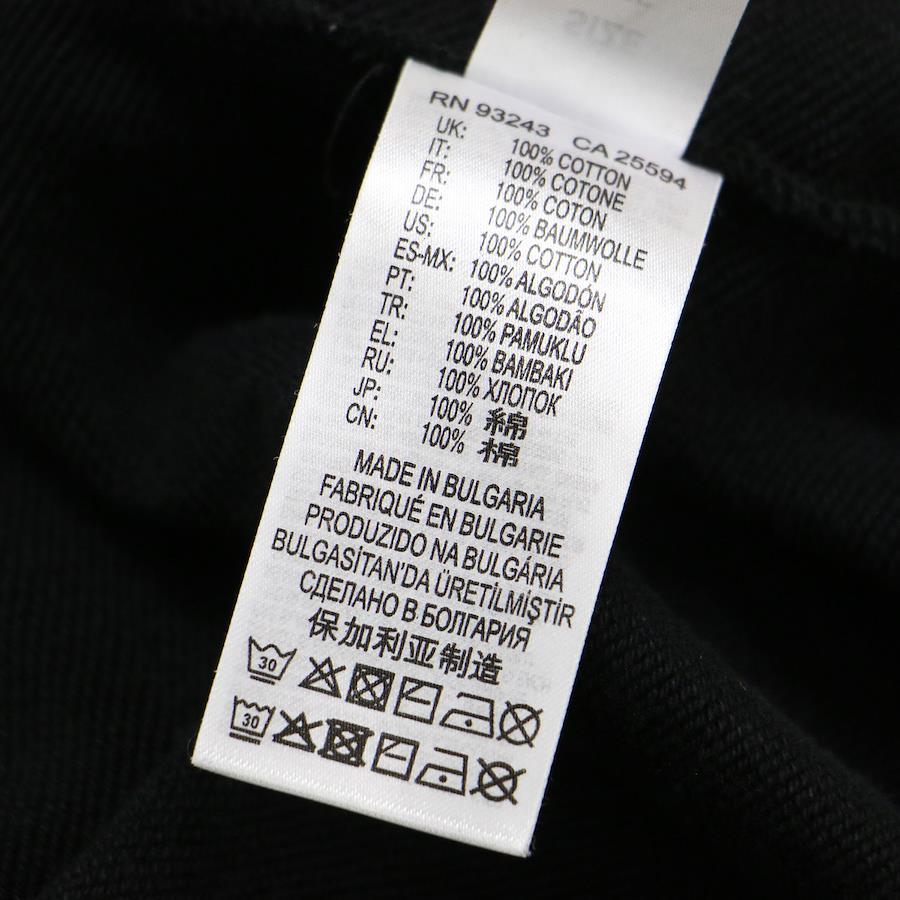 SIZE
RN 93243 CA 25594
UK: 100% COTTON
IT: 100% COTONE
FR: 100% COTON
DE: 100% BAUMWOLLE
US: 100% COTTON
ES-MX: 100% ALGODÓN
PT: 100% ALGODÃO
TR: 100% PAMUKLU
EL: 100% BAMBAKI
RU: 100% ХЛОПОК
JP: 100% 綿
CN: 100% 棉
MADE IN BULGARIA
FABRIQUÉ EN BULGARIE
PRODUZIDO NA BULGÁRIA
BULGASİTAN'DA ÜRETİLMİŞTİR
СДЕЛАНО В БОЛГАРИЯ
保加利亚制造
30
30